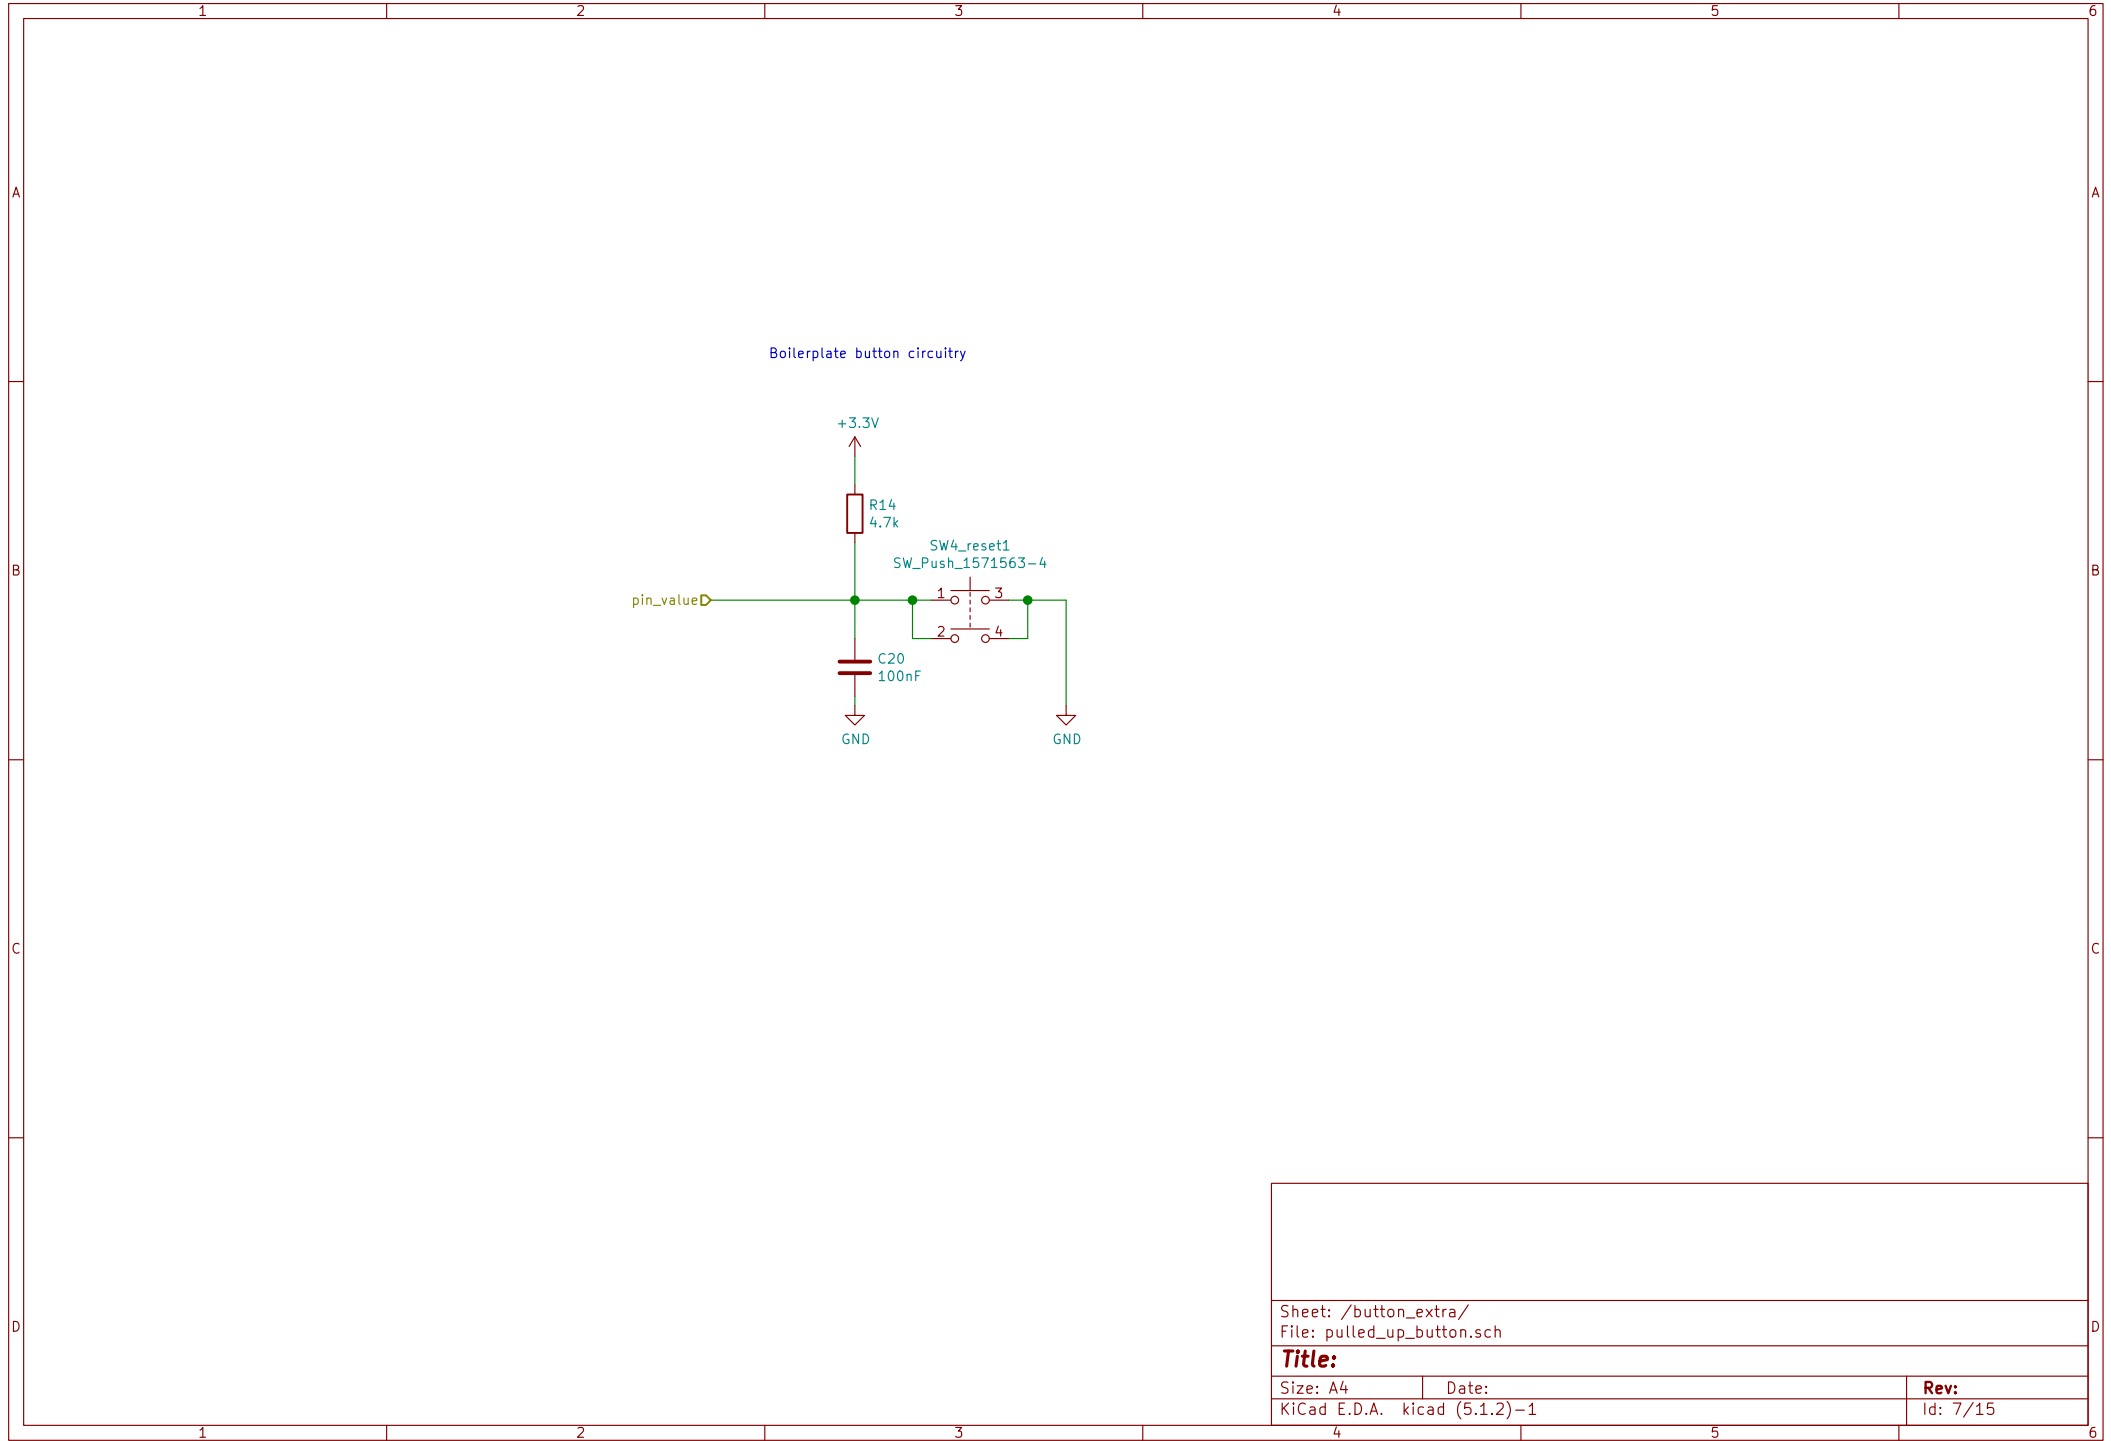 1 2 3 4 5 6
A A
Boilerplate button circuitry
+3.3V
R14
4.7k
SW4_reset1
SW_Push_1571563-4
B B
pin_value 1 3
2 4
C20
100nF
GND GND
C C
Sheet: /button_extra/
D D
File: pulled_up_button.sch
Title:
Size: A4 Date: Rev:
KiCad E.D.A. kicad (5.1.2)-1 Id: 7/15
1 2 3 4 5 6